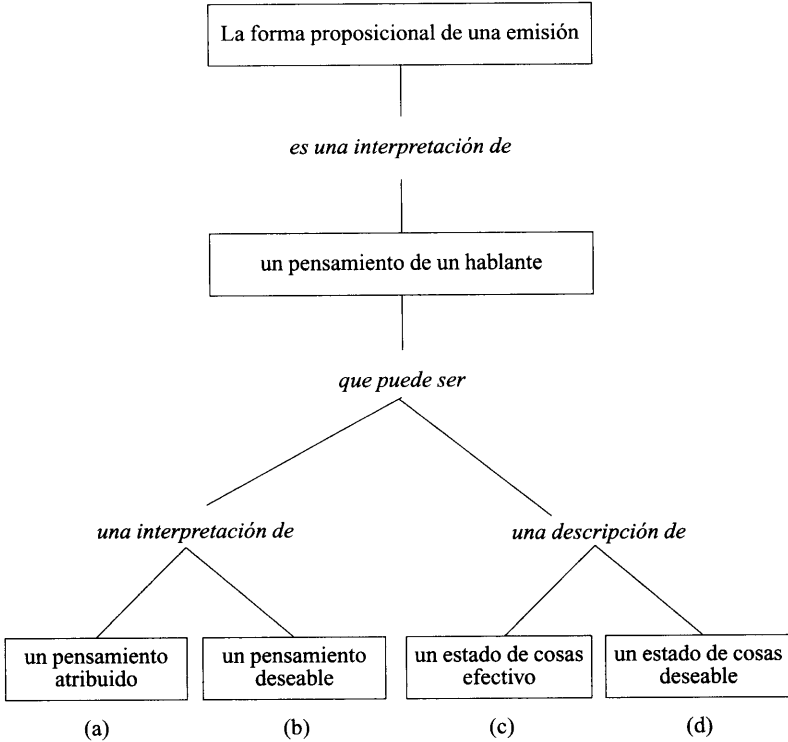 La forma proposicional de una emisión
es una interpretación de
un pensamiento de un hablante
que puede ser
una interpretación de
una descripción de
un pensamiento
atribuido
un pensamiento
deseable
un estado de cosas
efectivo
un estado de cosas
deseable
(a)
(b)
(c)
(d)